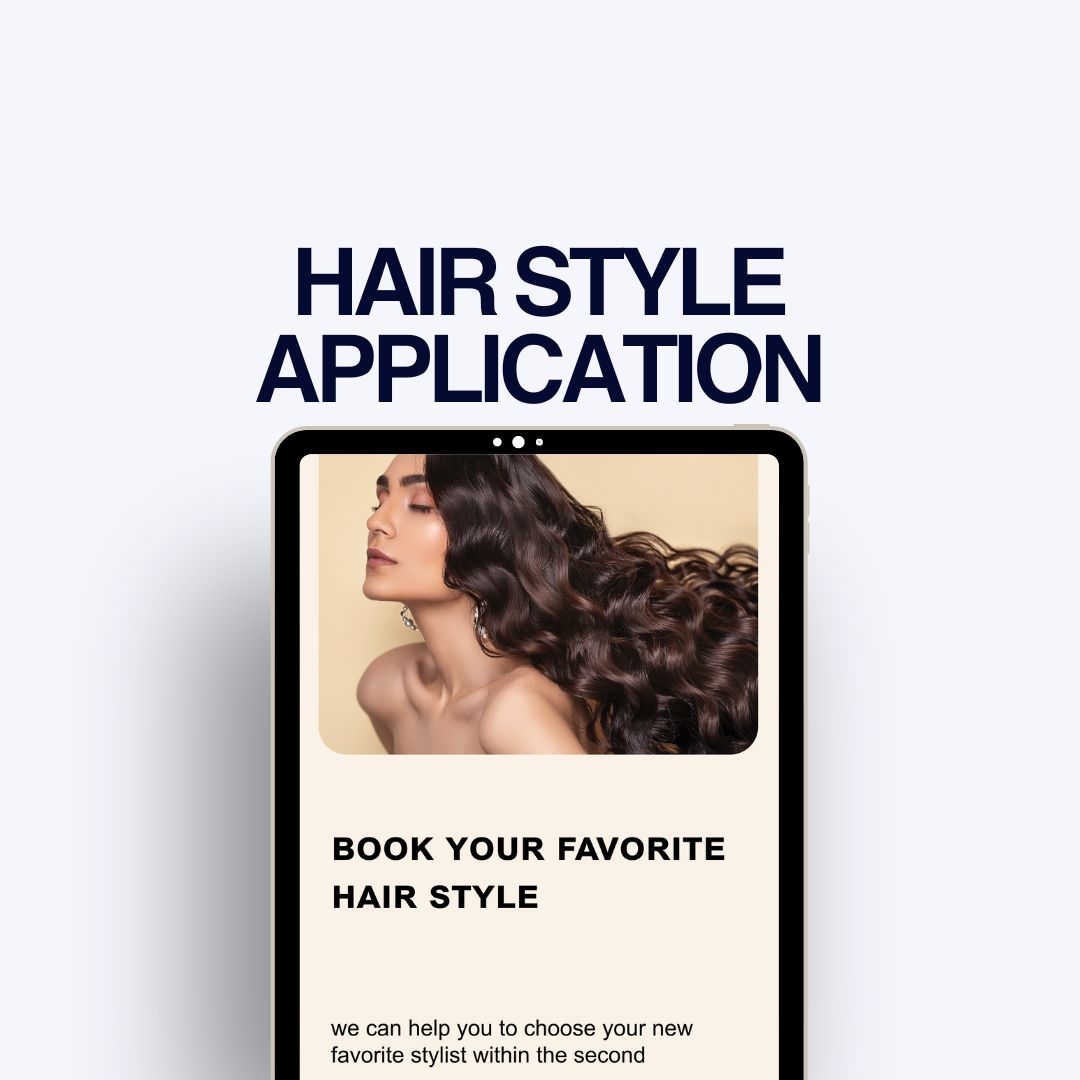 HAIR STYLE
APPLICATION
BOOK YOUR FAVORITE
HAIR STYLE
we can help you to choose your new
favorite stylist within the second